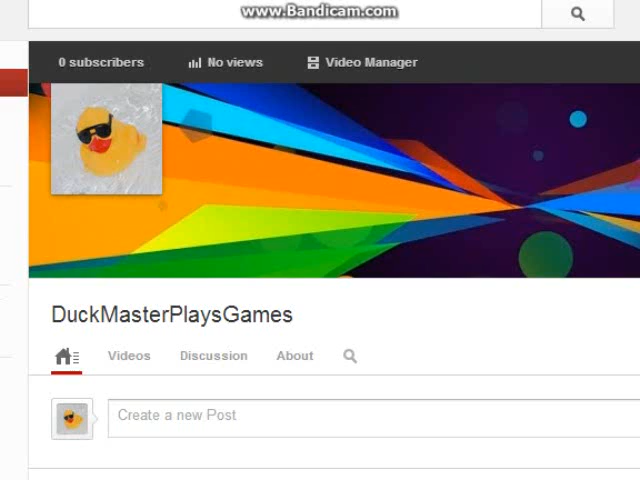 www.Bandicam.com
0 subscribers
No views
Video Manager
DuckMasterPlaysGames
Videos
Discussion
About
Create a new Post